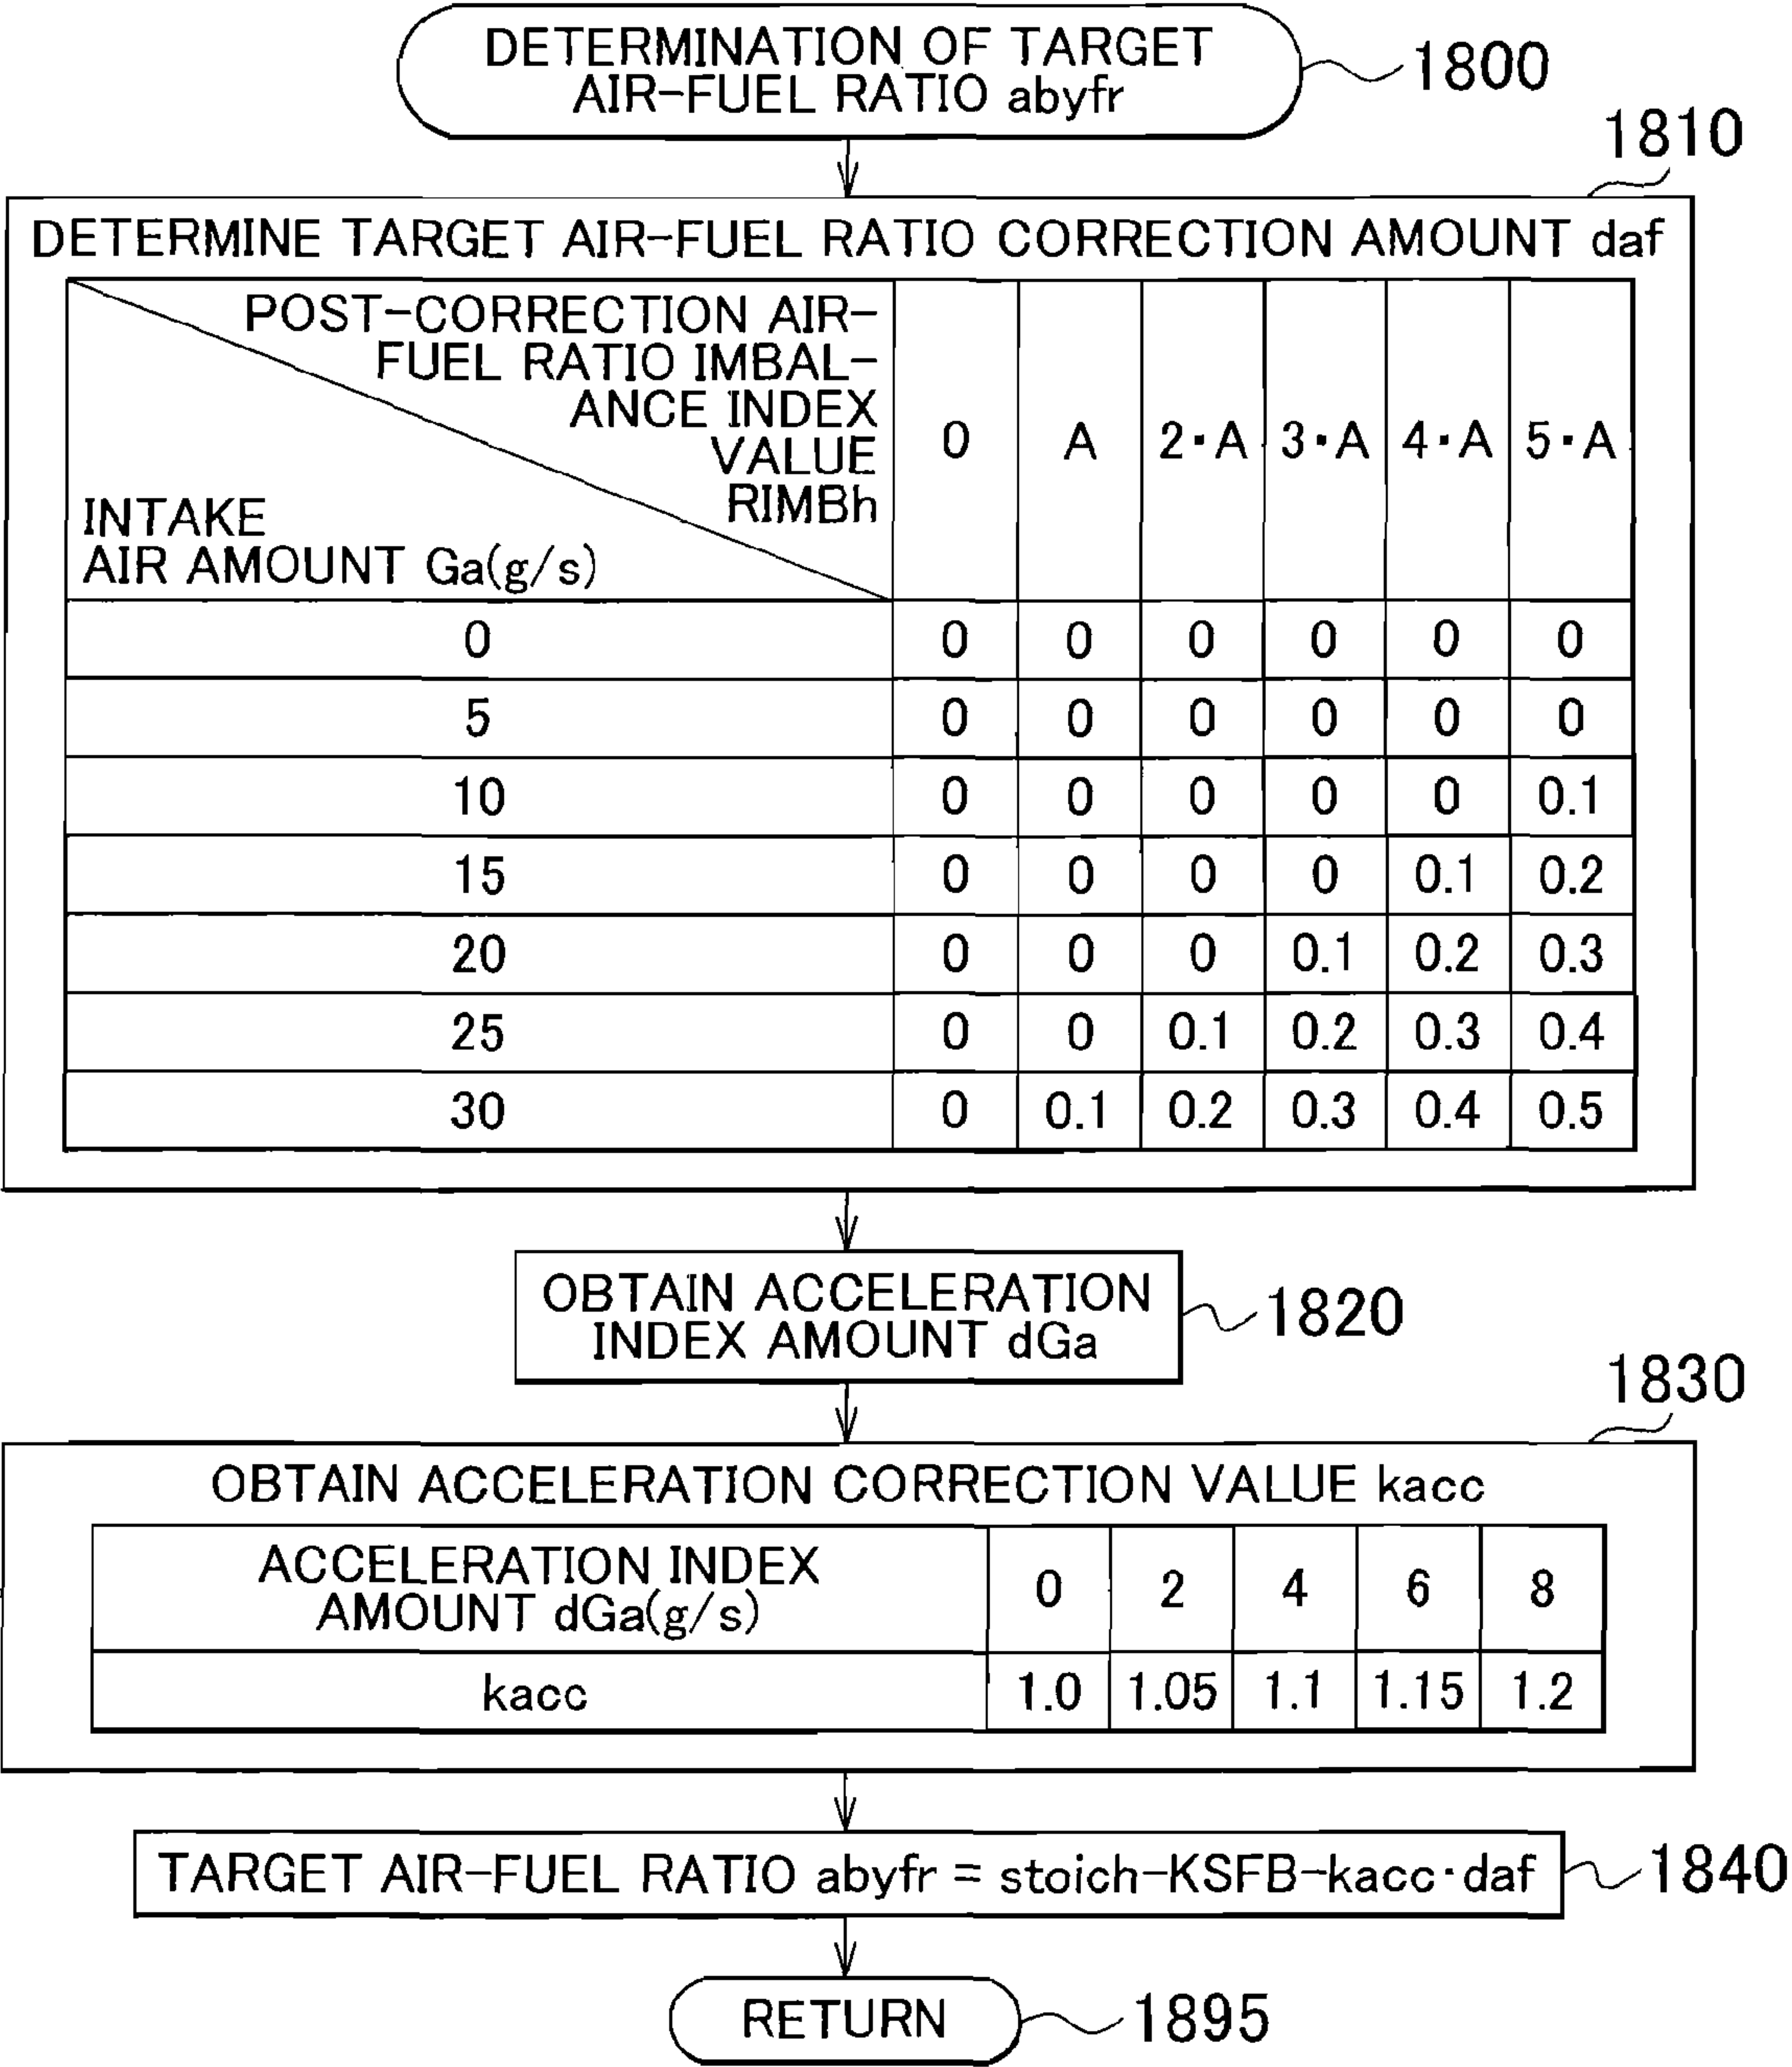 DETERMINATION OF TARGET
AIR-FUEL RATIO abyfr
1800
1810
DETERMINE TARGET AIR-FUEL RATIO CORRECTION AMOUNT daf
POST-CORRECTION AIR-
FUEL RATIO IMBAL-
ANCE INDEX
VALUE
RIMBh
INTAKE
AIR AMOUNT Ga(g/s)
0 A 2·A 3·A 4·A 5·A
0 0 0 0 0 0 0
5 0 0 0 0 0 0
10 0 0 0 0 0 0.1
15 0 0 0 0 0.1 0.2
20 0 0 0 0.1 0.2 0.3
25 0 0 0.1 0.2 0.3 0.4
30 0 0.1 0.2 0.3 0.4 0.5
OBTAIN ACCELERATION
INDEX AMOUNT dGa
1820
1830
OBTAIN ACCELERATION CORRECTION VALUE kacc
ACCELERATION INDEX
AMOUNT dGa(g/s)
0 2 4 6 8
kacc 1.0 1.05 1.1 1.15 1.2
TARGET AIR-FUEL RATIO abyfr = stoich-KSFB-kacc·daf
1840
RETURN
1895